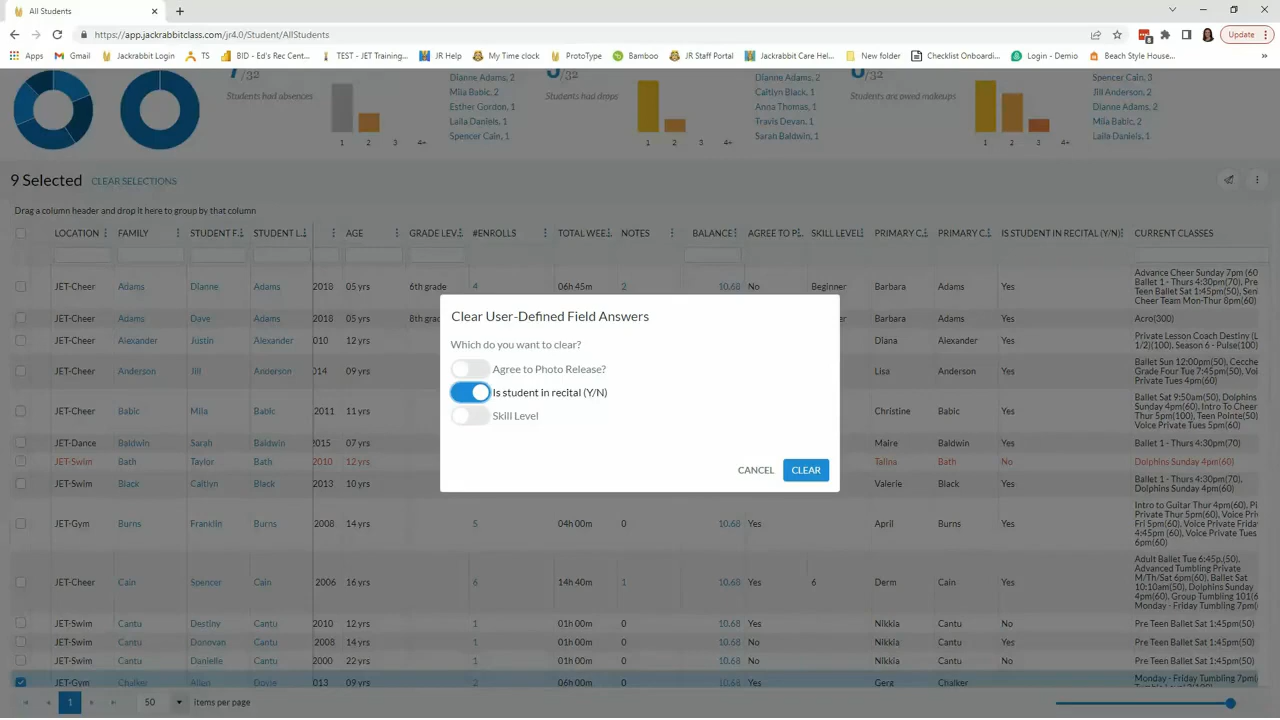 All Students
https://app.jackrabbitclass.com/jr4.0/Student/AllStudents
Update
Apps Gmail Jackrabbit Login TS BID - Ed's Rec Cent... TEST - JET Training... JR Help My Time clock ProtoType Bamboo JR Staff Portal Jackrabbit Care Hel... New folder Checklist Onboardi... Login - Demio Beach Style House...
/32 Dianne Adams, 2 /32 Dianne Adams, 2 /32 Spencer Cain, 3
Students had absences Mila Babic, 2 Students had drops Caitlyn Black, 1 Students are owed makeups Jill Anderson, 2
Esther Gordon, 1 Anna Thomas, 1 Dianne Adams, 2
Laila Daniels, 1 Travis Devan, 1 Mila Babic, 2
Spencer Cain, 1 Sarah Baldwin, 1 Laila Daniels, 1
1 2 3 4+ 1 2 3 4+ 1 2 3 4+
9 Selected CLEAR SELECTIONS
Drag a column header and drop it here to group by that column
LOCATION FAMILY STUDENT F STUDENT L AGE GRADE LEV #ENROLLS TOTAL WEE NOTES BALANCE AGREE TO P SKILL LEVEL PRIMARY C PRIMARY C IS STUDENT IN RECITAL (Y/N) CURRENT CLASSES
JET-Cheer Adams Dianne Adams 2018 05 yrs 6th grade 4 06h 45m 2 10.68 No Beginner Barbara Adams Yes Advance Cheer Sunday 7pm (60
Ballet 1 - Thurs 4:30pm(70), Pre
Teen Ballet Sat 1:45pm(50), Sen
Cheer Team Mon-Thur 8pm(60)
JET-Cheer Adams Dave Adams 2018 05 yrs 8th grad Barbara Adams Yes Acro(300)
JET-Cheer Alexander Justin Alexander 010 12 yrs Diana Alexander Yes Private Lesson Coach Destiny (L
1/2)(100), Season 6 - Pulse(100)
JET-Cheer Anderson Jill Anderson 014 09 yrs Lisa Anderson Yes Ballet Sun 12:00pm(50), Cecche
Grade Four Tue 7:45pm(50), Voi
Private Tues 4pm(60)
JET-Cheer Babic Mila Babic 2011 11 yrs Christine Babic Yes Ballet Sat 9:50am(50), Dolphins
Sunday 4pm(60), Intro To Cheer
Thur 5pm(100), Teen Pointe(50)
Voice Private Tues 5pm(60)
JET-Dance Baldwin Sarah Baldwin 2015 07 yrs Maire Baldwin Yes Ballet 1 - Thurs 4:30pm(70)
JET-Swim Bath Taylor Bath 2010 12 yrs Talina Bath No Dolphins Sunday 4pm(60)
JET-Swim Black Caitlyn Black 2013 10 yrs Valerie Black Yes Ballet 1 - Thurs 4:30pm(70),
Dolphins Sunday 4pm(60)
JET-Gym Burns Franklin Burns 2008 14 yrs 5 04h 00m 0 10.68 Yes April Burns Yes Intro to Guitar Thur 4pm(60), Pi
Private Thur 5pm(60), Voice Priv
Fri 5pm(60), Voice Private Frida
4:45pm (60), Voice Private Tues
6pm(60)
JET-Cheer Cain Spencer Cain 2006 16 yrs 6 14h 40m 1 10.68 Yes 6 Derm Cain Yes Adult Ballet Tue 6:45p.(50),
Advanced Tumbling Private
M/Th/Sat 6pm(60), Ballet Sat
10:10am(50), Dolphins Sunday
4pm(60), Group Tumbling 101(6
Monday - Friday Tumbling 7pm(
JET-Swim Cantu Destiny Cantu 2010 12 yrs 1 01h 00m 0 10.68 Yes Nikkia Cantu No Pre Teen Ballet Sat 1:45pm(50)
JET-Swim Cantu Donovan Cantu 2008 14 yrs 1 01h 00m 0 10.68 No Nikkia Cantu Yes Pre Teen Ballet Sat 1:45pm(50)
JET-Swim Cantu Danielle Cantu 2000 22 yrs 1 01h 00m 0 10.68 No Nikkia Cantu No Pre Teen Ballet Sat 1:45pm(50)
JET-Gym Chalker Doyle 013 09 yrs 2 06h 00m 0 10.68 Yes Gerg Chalker Monday - Friday Tumbling 7pm(
Clear User-Defined Field Answers
Which do you want to clear?
Agree to Photo Release?
Is student in recital (Y/N)
Skill Level
CANCEL CLEAR
1 50 items per page